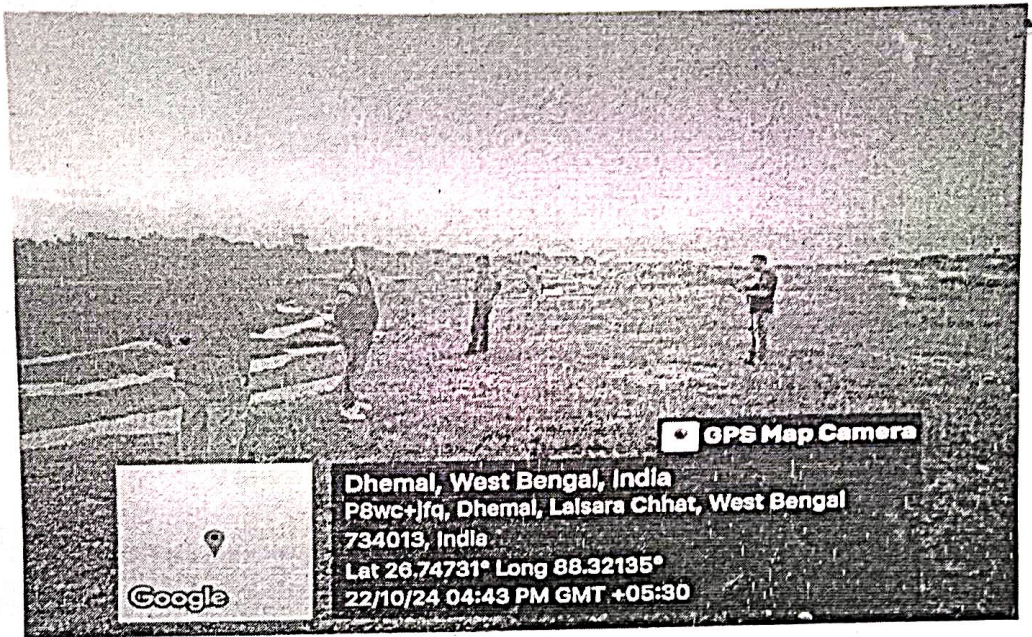 GPS Map Camera
Dhemal, West Bengal, India
P8wc+jfq, Dhemal, Lalsara Chhat, West Bengal
734013, India
Lat 26.74731° Long 88.32135°
22/10/24 04:43 PM GMT +05:30
Google